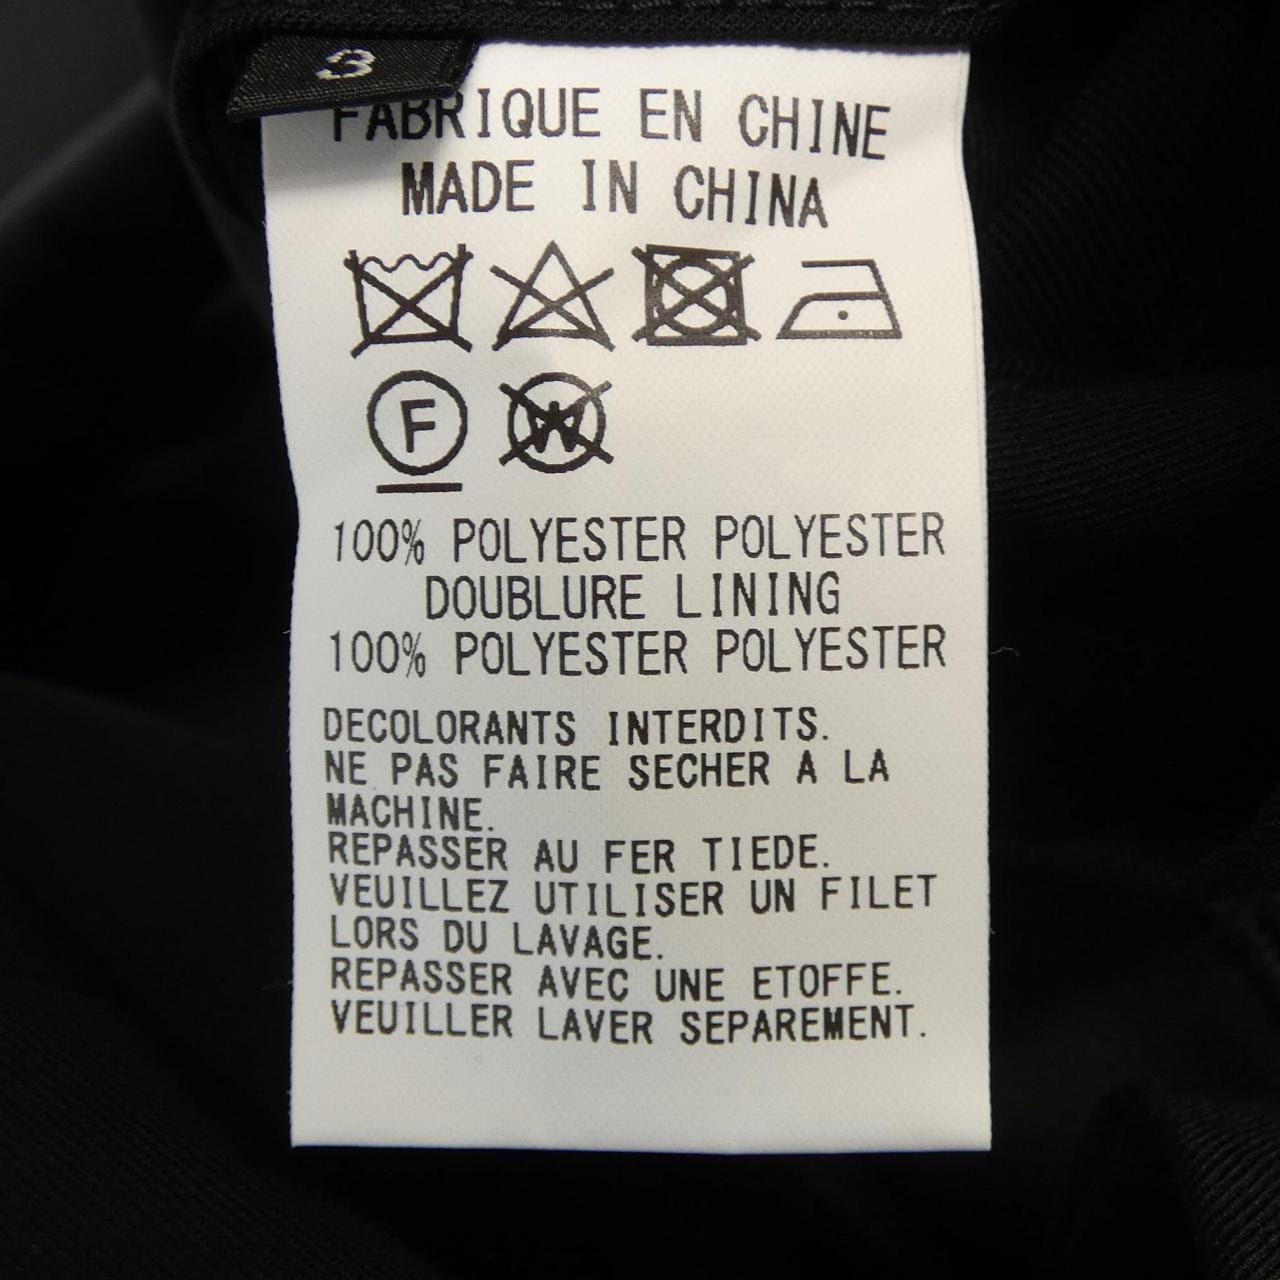 3
FABRIQUE EN CHINE
MADE IN CHINA
F W
100% POLYESTER POLYESTER
DOUBLURE LINING
100% POLYESTER POLYESTER
DECOLORANTS INTERDITS.
NE PAS FAIRE SECHER A LA
MACHINE.
REPASSER AU FER TIEDE.
VEUILLEZ UTILISER UN FILET
LORS DU LAVAGE.
REPASSER AVEC UNE ETOFFE.
VEUILLER LAVER SEPAREMENT.